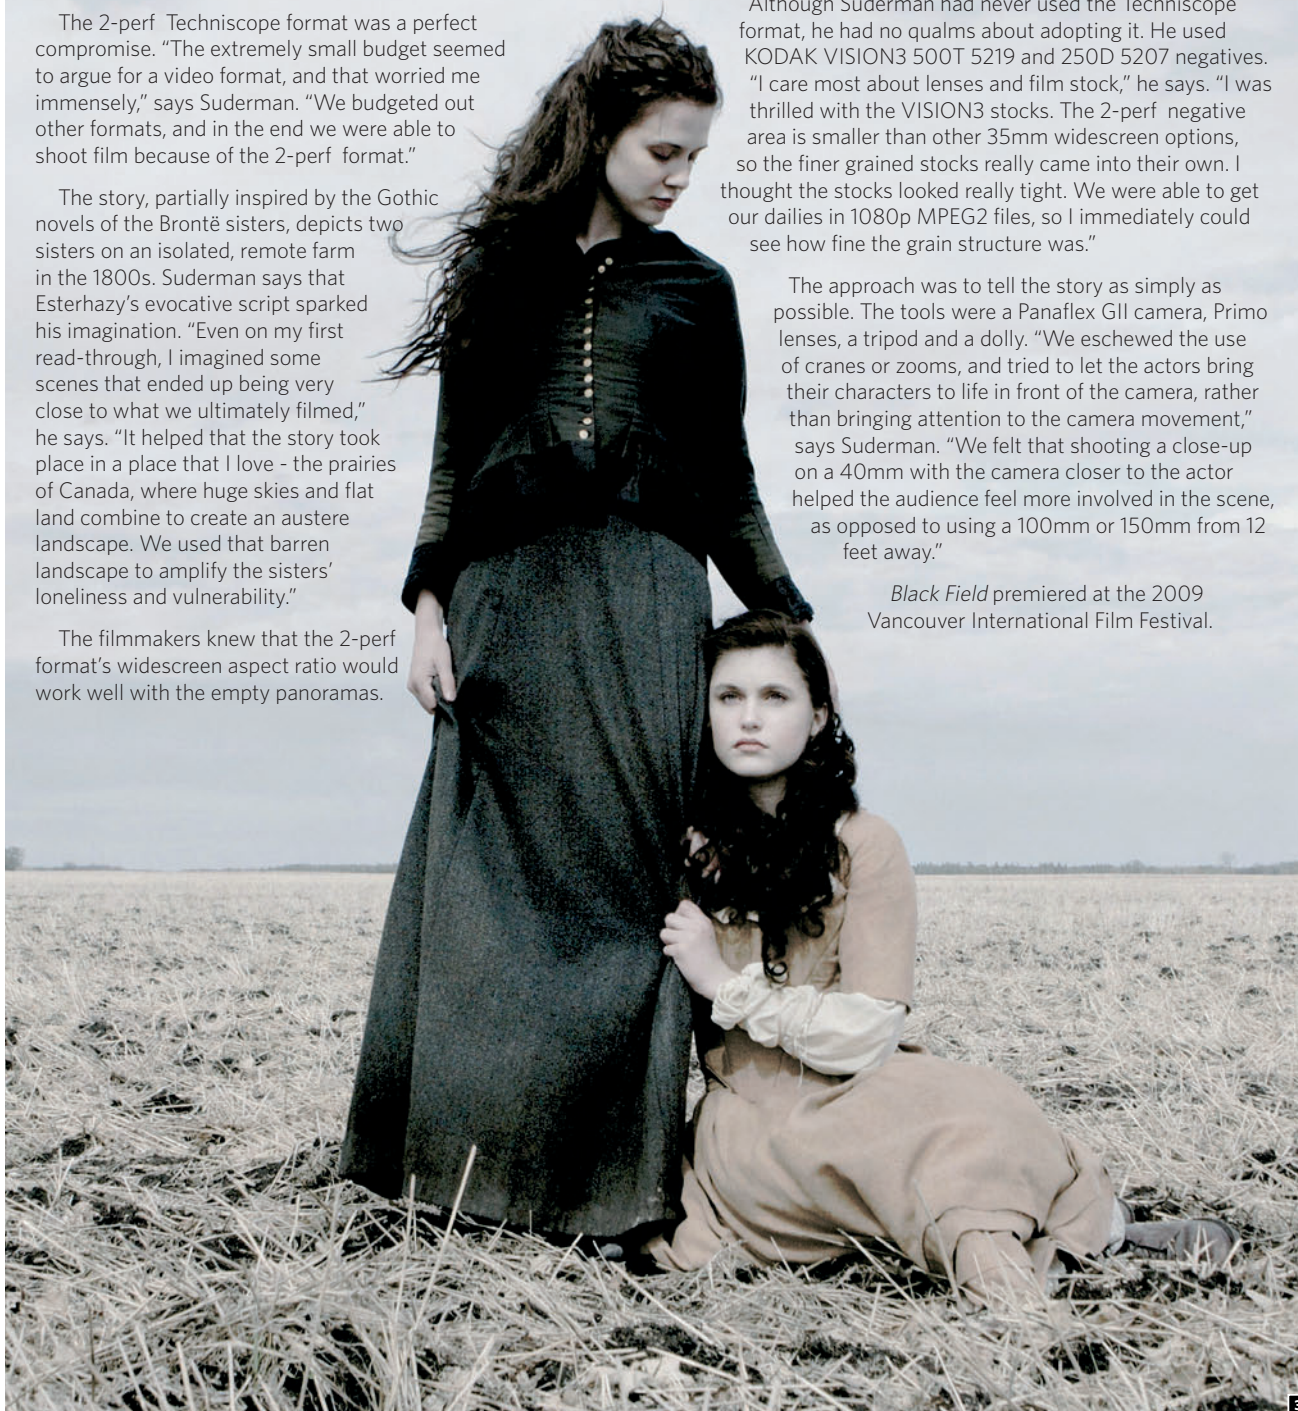 The 2-perf Techniscope format was a perfect
compromise. “The extremely small budget seemed
to argue for a video format, and that worried me
immensely,” says Suderman. “We budgeted out
other formats, and in the end we were able to
shoot film because of the 2-perf format.”
The story, partially inspired by the Gothic
novels of the Brontë sisters, depicts two
sisters on an isolated, remote farm
in the 1800s. Suderman says that
Esterhazy’s evocative script sparked
his imagination. “Even on my first
read-through, I imagined some
scenes that ended up being very
close to what we ultimately filmed,”
he says. “It helped that the story took
place in a place that I love - the prairies
of Canada, where huge skies and flat
land combine to create an austere
landscape. We used that barren
landscape to amplify the sisters’
loneliness and vulnerability.”
The filmmakers knew that the 2-perf
format’s widescreen aspect ratio would
work well with the empty panoramas.
Although Suderman had never used the Techniscope
format, he had no qualms about adopting it. He used
KODAK VISION3 500T 5219 and 250D 5207 negatives.
“I care most about lenses and film stock,” he says. “I was
thrilled with the VISION3 stocks. The 2-perf negative
area is smaller than other 35mm widescreen options,
so the finer grained stocks really came into their own. I
thought the stocks looked really tight. We were able to get
our dailies in 1080p MPEG2 files, so I immediately could
see how fine the grain structure was.”
The approach was to tell the story as simply as
possible. The tools were a Panaflex GII camera, Primo
lenses, a tripod and a dolly. “We eschewed the use
of cranes or zooms, and tried to let the actors bring
their characters to life in front of the camera, rather
than bringing attention to the camera movement,”
says Suderman. “We felt that shooting a close-up
on a 40mm with the camera closer to the actor
helped the audience feel more involved in the scene,
as opposed to using a 100mm or 150mm from 12
feet away.”
Black Field premiered at the 2009
Vancouver International Film Festival.